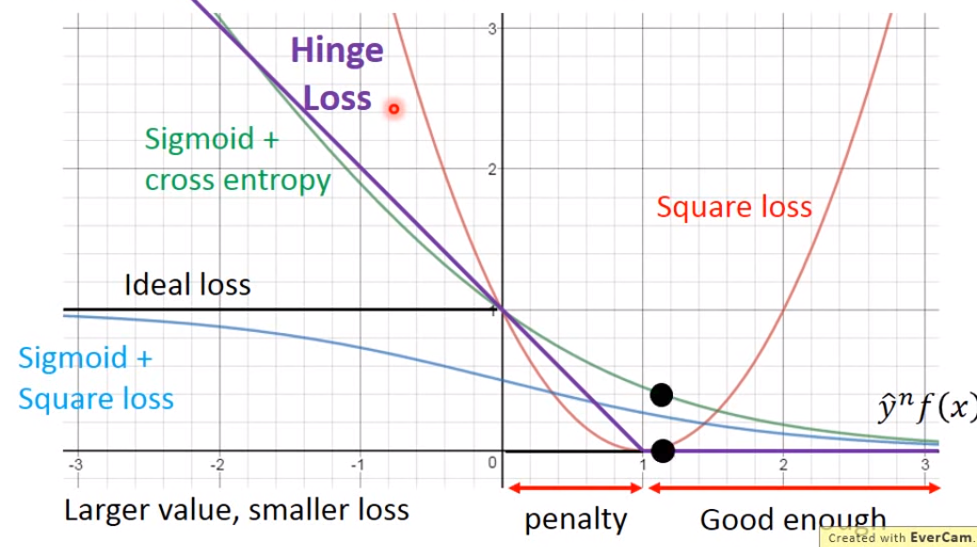 3
Hinge
Loss
Sigmoid +
cross entropy
2
Square loss
Ideal loss
1
Sigmoid +
Square loss
ŷⁿf(x)
-3 -2 -1 0 1 2 3
Larger value, smaller loss
penalty
Good enough
Created with EverCam.